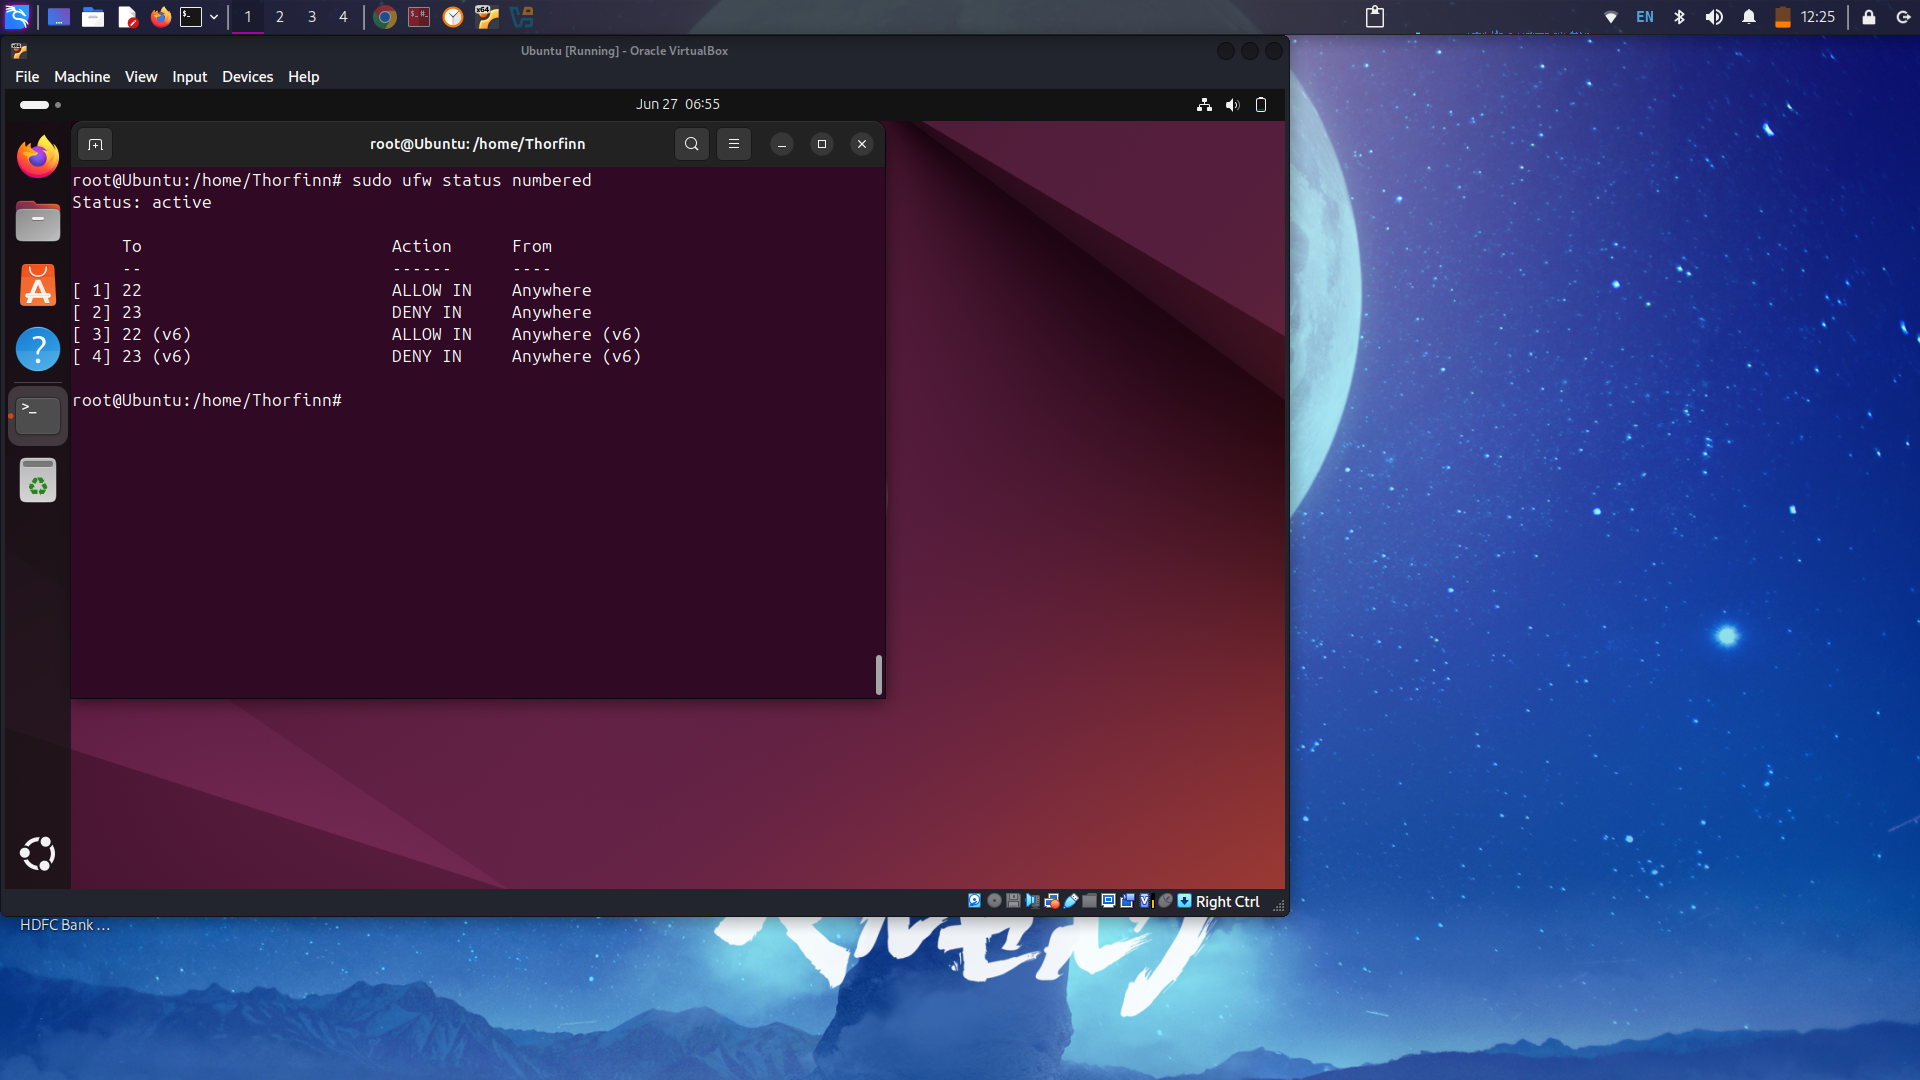 1 2 3 4
EN
12:25
Ubuntu [Running] - Oracle VirtualBox
File Machine View Input Devices Help
Jun 27 06:55
root@Ubuntu: /home/Thorfinn
root@Ubuntu:/home/Thorfinn# sudo ufw status numbered
Status: active
To Action From
-- ------ ----
[ 1] 22 ALLOW IN Anywhere
[ 2] 23 DENY IN Anywhere
[ 3] 22 (v6) ALLOW IN Anywhere (v6)
[ 4] 23 (v6) DENY IN Anywhere (v6)
root@Ubuntu:/home/Thorfinn#
Right Ctrl
HDFC Bank ...